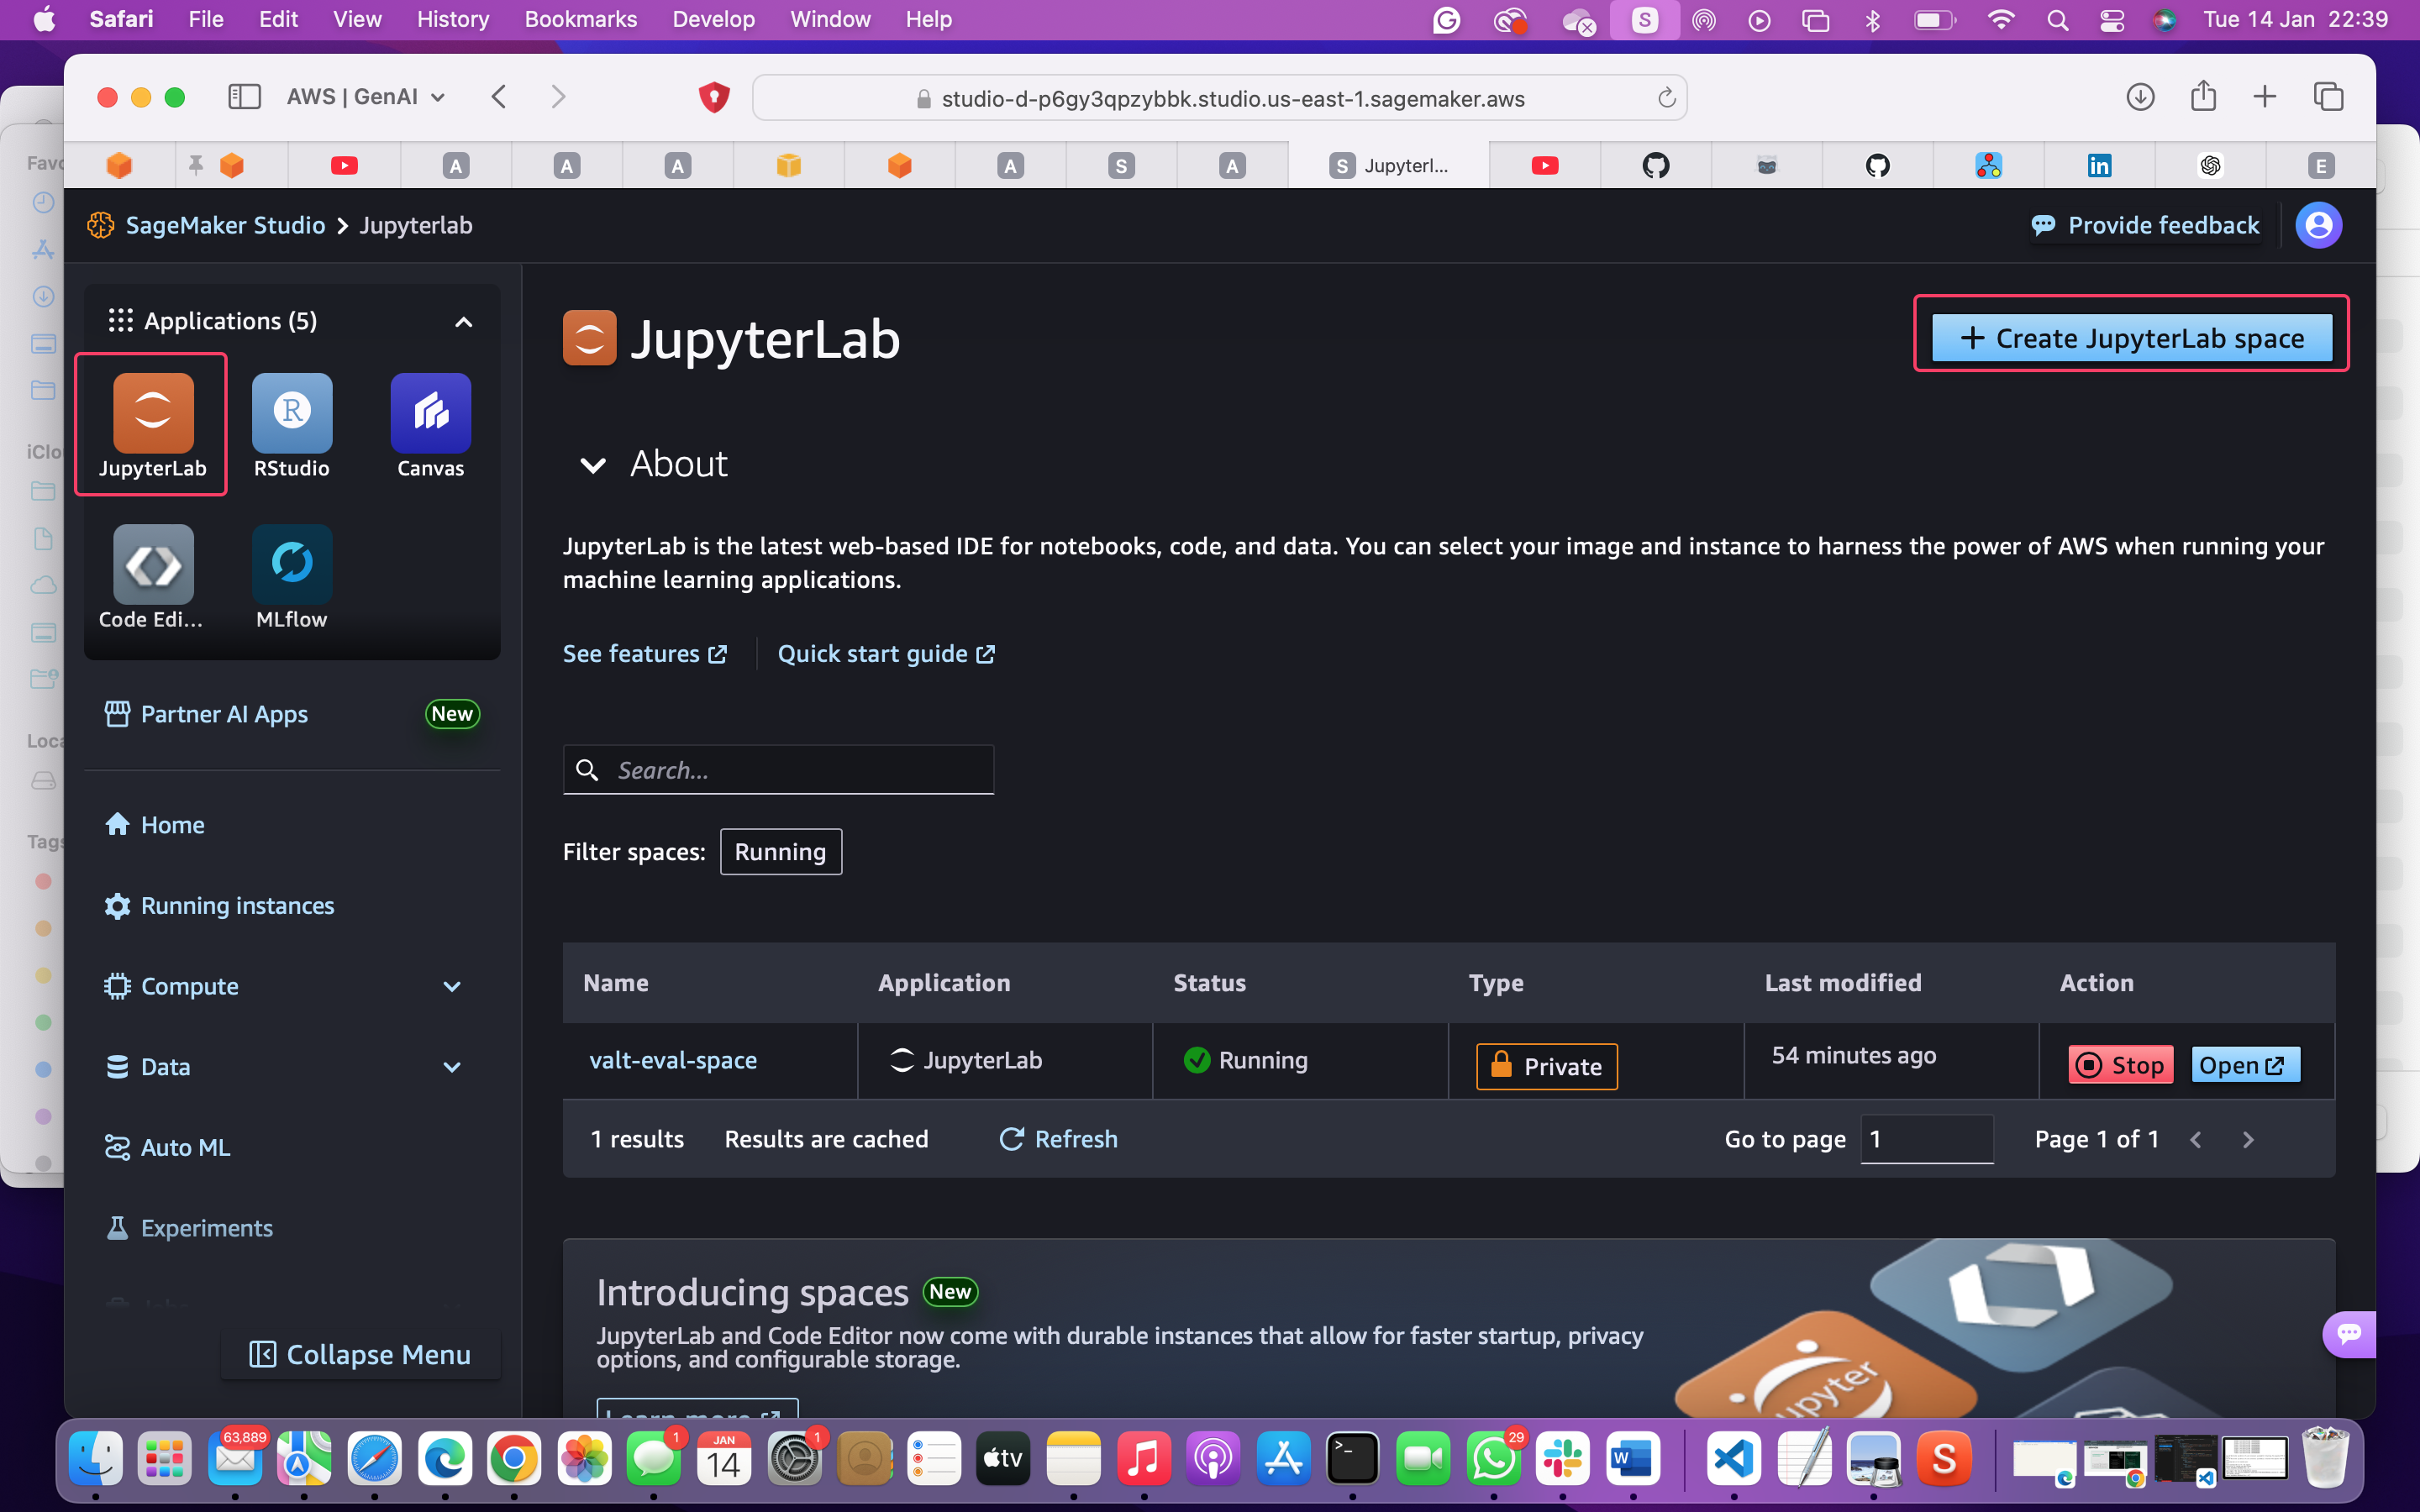 Safari File Edit View History Bookmarks Develop Window Help
S
Tue 14 Jan 22:39
AWS | GenAI
studio-d-p6gy3qpzybbk.studio.us-east-1.sagemaker.aws
A A A A S A S Jupyterl... in E
SageMaker Studio > Jupyterlab
Provide feedback
Applications (5)
JupyterLab
R
RStudio
Canvas
Code Edi...
MLflow
Partner AI Apps
New
Home
Running instances
Compute
Data
Auto ML
Experiments
Collapse Menu
JupyterLab
+ Create JupyterLab space
About
JupyterLab is the latest web-based IDE for notebooks, code, and data. You can select your image and instance to harness the power of AWS when running your
machine learning applications.
See features
Quick start guide
Search...
Filter spaces: Running
Name Application Status Type Last modified Action
valt-eval-space JupyterLab Running Private 54 minutes ago Stop Open
1 results Results are cached Refresh Go to page 1 Page 1 of 1
Introducing spaces New
JupyterLab and Code Editor now come with durable instances that allow for faster startup, privacy
options, and configurable storage.
Learn more
63,889
1
JAN
14
1
tv
29
W
S